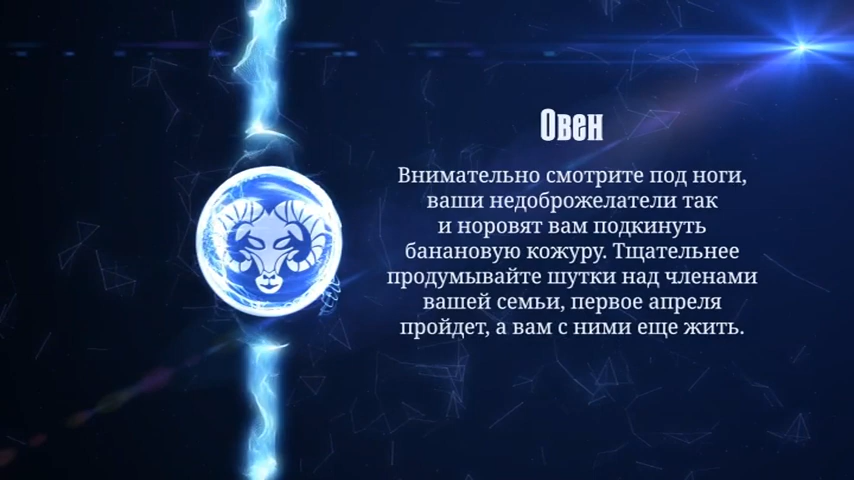 Овен
Внимательно смотрите под ноги,
ваши недоброжелатели так
и норовят вам подкинуть
банановую кожуру. Тщательнее
продумывайте шутки над членами
вашей семьи, первое апреля
пройдет, а вам с ними еще жить.